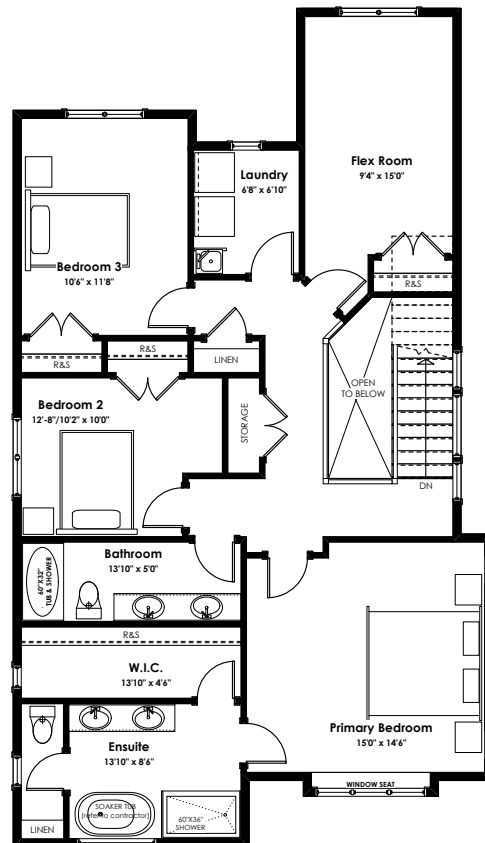 Flex Room
9'4" x 15'0"
Laundry
6'8" x 6'10"
Bedroom 3
10'6" x 11'8"
R&S
R&S
R&S
LINEN
OPEN
TO BELOW
Bedroom 2
12'-8"/10'2" x 10'0"
STORAGE
DN
Bathroom
13'10" x 5'0"
60"X32"
TUB & SHOWER
R&S
W.I.C.
13'10" x 4'6"
Primary Bedroom
15'0" x 14'6"
Ensuite
13'10" x 8'6"
WINDOW SEAT
SOAKER TUB
(refer to contractor)
60"X36"
SHOWER
LINEN